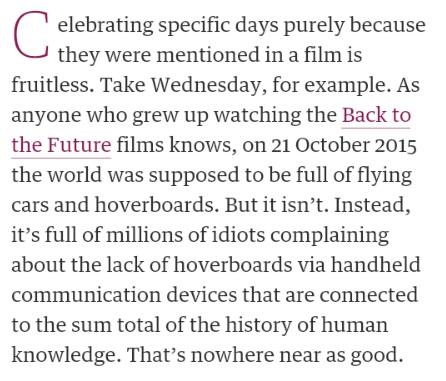 Celebrating specific days purely because
they were mentioned in a film is
fruitless. Take Wednesday, for example. As
anyone who grew up watching the Back to
the Future films knows, on 21 October 2015
the world was supposed to be full of flying
cars and hoverboards. But it isn’t. Instead,
it’s full of millions of idiots complaining
about the lack of hoverboards via handheld
communication devices that are connected
to the sum total of the history of human
knowledge. That’s nowhere near as good.